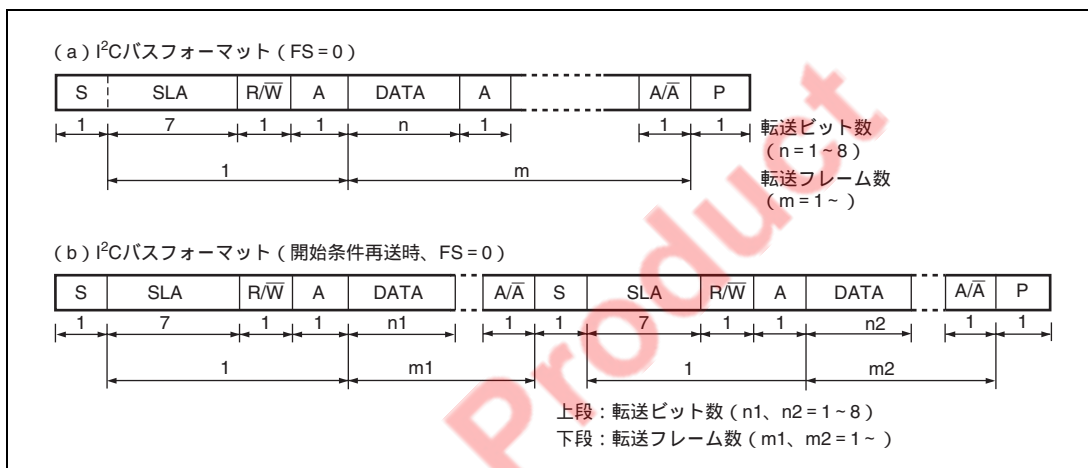 (a) I²Cバスフォーマット(FS=0)
S SLA R/W̅ A DATA A A/A̅ P
1 7 1 1 n 1 1 1
転送ビット数
(n=1~8)
1 m
転送フレーム数
(m=1~ )
(b) I²Cバスフォーマット(開始条件再送時、FS=0)
S SLA R/W̅ A DATA A/A̅ S SLA R/W̅ A DATA A/A̅ P
1 7 1 1 n1 1 1 7 1 1 n2 1 1
1 m1 1 m2
上段:転送ビット数(n1、n2=1~8)
下段:転送フレーム数(m1、m2=1~ )
Product